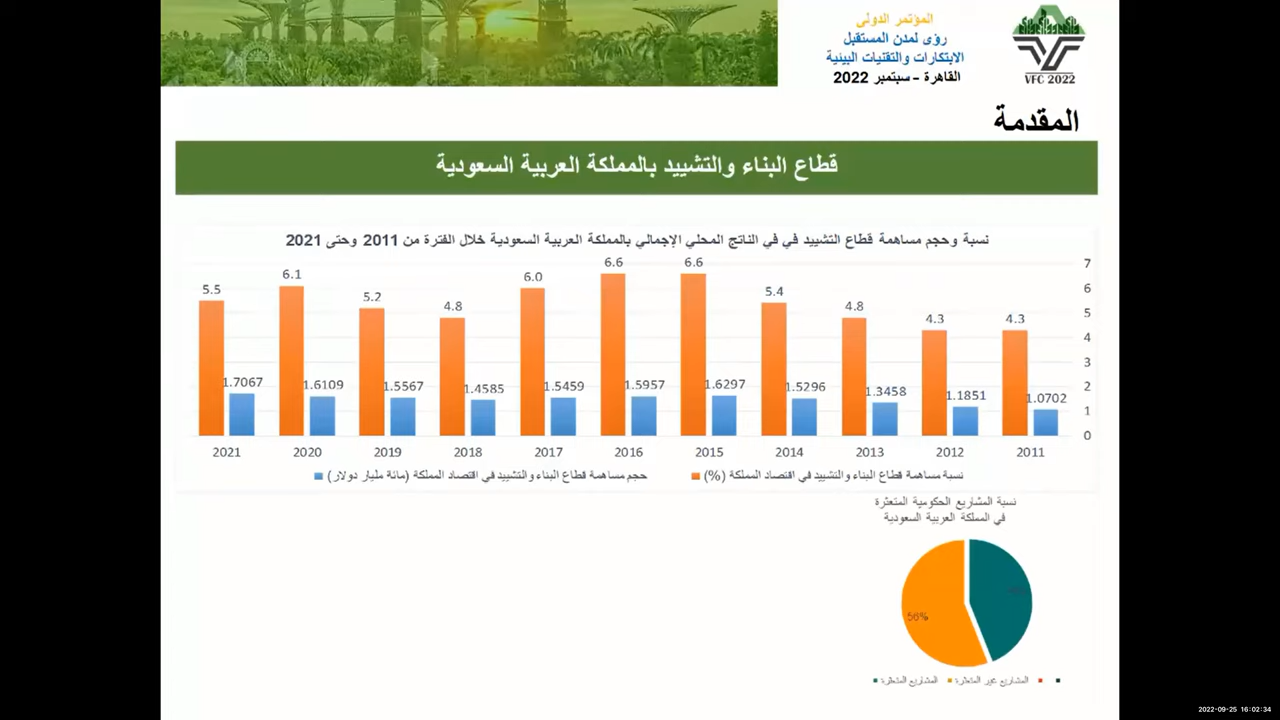 المؤتمر الدولى
رؤى لمدن المستقبل
الابتكارات والتقنيات البيئية
القاهرة - سبتمبر 2022
VFC 2022
المقدمة
قطاع البناء والتشييد بالمملكة العربية السعودية
نسبة وحجم مساهمة قطاع التشييد في في الناتج المحلي الإجمالي بالمملكة العربية السعودية خلال الفترة من 2011 وحتى 2021
7
6
5
4
3
2
1
0
4.3 4.3 4.8 5.4 6.6 6.6 6.0 4.8 5.2 6.1 5.5
1.0702 1.1851 1.3458 1.5296 1.6297 1.5957 1.5459 1.4585 1.5567 1.6109 1.7067
2011 2012 2013 2014 2015 2016 2017 2018 2019 2020 2021
نسبة مساهمة قطاع البناء والتشييد في اقتصاد المملكة (%)
حجم مساهمة قطاع البناء والتشييد في اقتصاد المملكة (مائة مليار دولار)
نسبة المشاريع الحكومية المتعثرة
في المملكة العربية السعودية
56%
المشاريع غير المتعثرة
المشاريع المتعثرة
2022-09-25 16:02:34